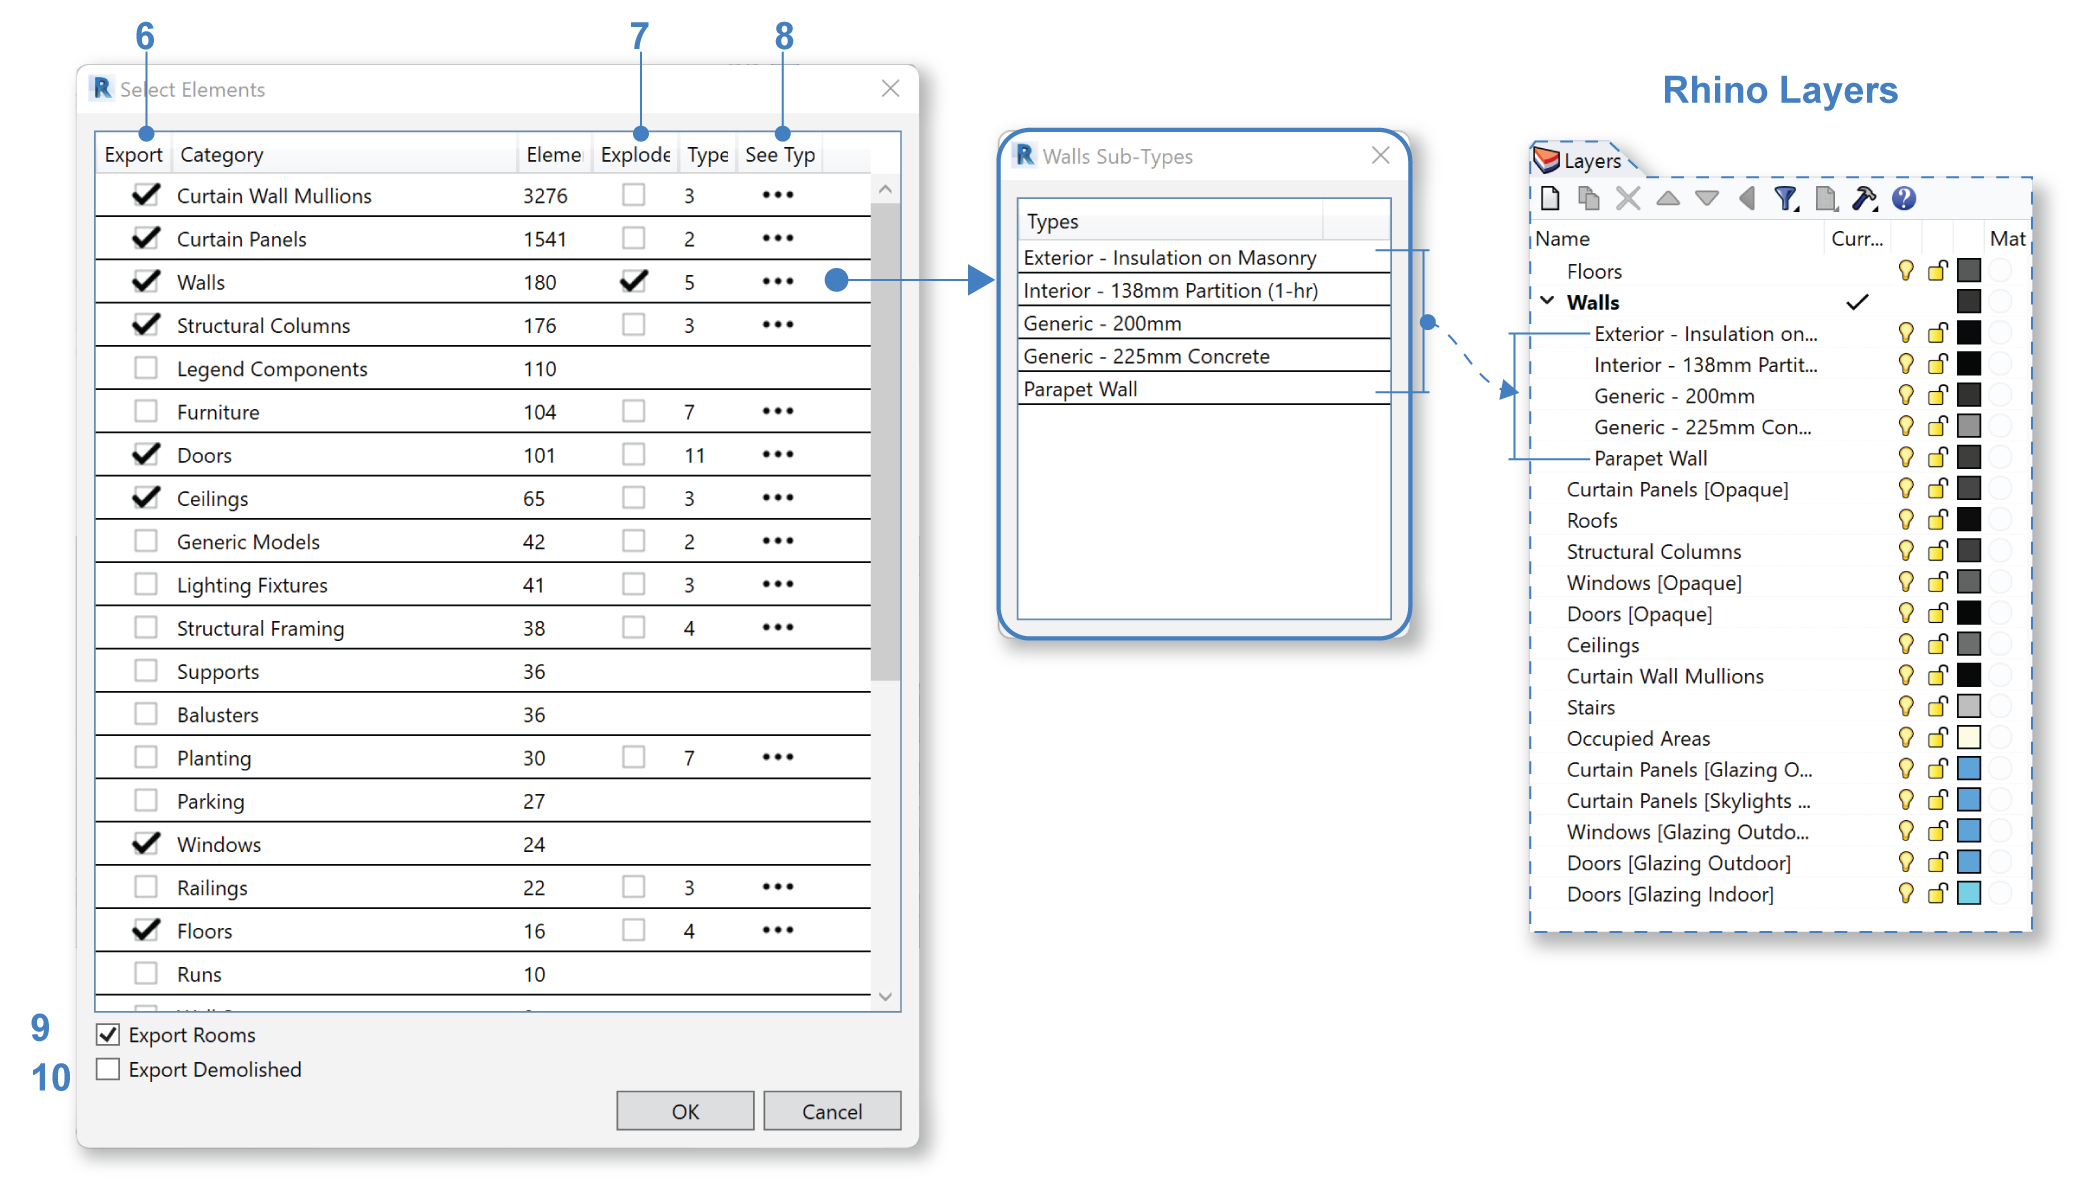 6 7 8
Select Elements
Export Category Eleme Explode Type See Typ
Curtain Wall Mullions 3276 3 •••
Curtain Panels 1541 2 •••
Walls 180 5 •••
Structural Columns 176 3 •••
Legend Components 110
Furniture 104 7 •••
Doors 101 11 •••
Ceilings 65 3 •••
Generic Models 42 2 •••
Lighting Fixtures 41 3 •••
Structural Framing 38 4 •••
Supports 36
Balusters 36
Planting 30 7 •••
Parking 27
Windows 24
Railings 22 3 •••
Floors 16 4 •••
Runs 10
9 Export Rooms
10 Export Demolished
OK Cancel
Walls Sub-Types
Types
Exterior - Insulation on Masonry
Interior - 138mm Partition (1-hr)
Generic - 200mm
Generic - 225mm Concrete
Parapet Wall
Rhino Layers
Layers
Name Curr... Mat
Floors
Walls
Exterior - Insulation on...
Interior - 138mm Partit...
Generic - 200mm
Generic - 225mm Con...
Parapet Wall
Curtain Panels [Opaque]
Roofs
Structural Columns
Windows [Opaque]
Doors [Opaque]
Ceilings
Curtain Wall Mullions
Stairs
Occupied Areas
Curtain Panels [Glazing O...
Curtain Panels [Skylights ...
Windows [Glazing Outdo...
Doors [Glazing Outdoor]
Doors [Glazing Indoor]